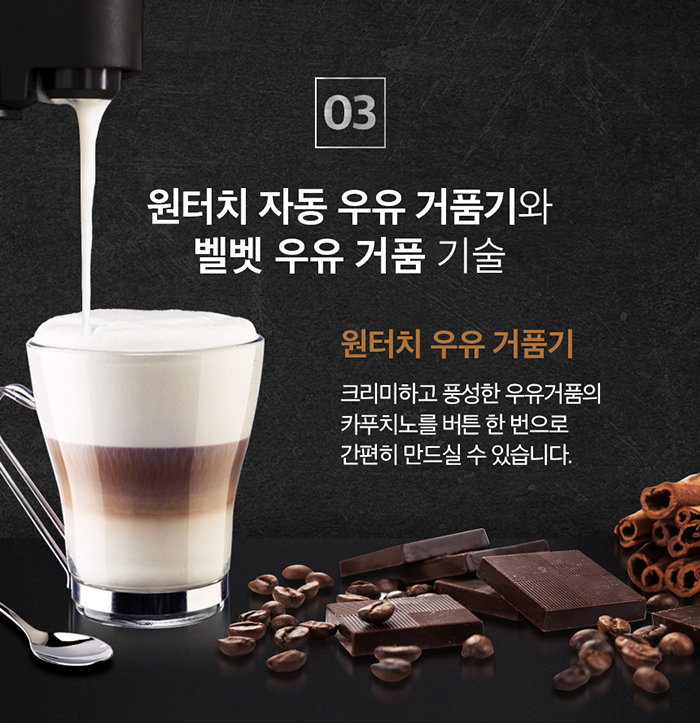 03
원터치 자동 우유 거품기와
벨벳 우유 거품 기술
원터치 우유 거품기
크리미하고 풍성한 우유거품의
카푸치노를 버튼 한 번으로
간편히 만드실 수 있습니다.